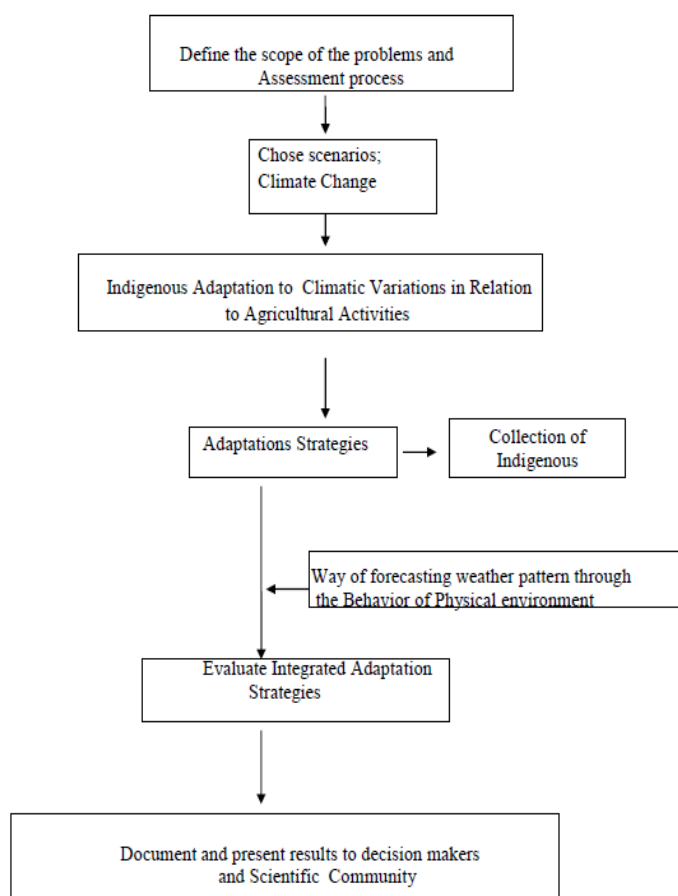 Define the scope of the problems and
Assessment process
Chose scenarios;
Climate Change
Indigenous Adaptation to Climatic Variations in Relation
to Agricultural Activities
Adaptations Strategies
Collection of
Indigenous
Way of forecasting weather pattern through
the Behavior of Physical environment
Evaluate Integrated Adaptation
Strategies
Document and present results to decision makers
and Scientific Community